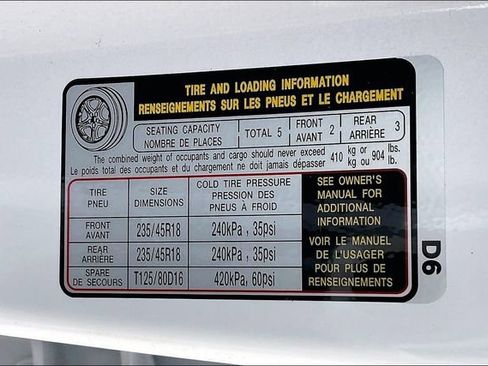 TIRE AND LOADING INFORMATION
RENSEIGNEMENTS SUR LES PNEUS ET LE CHARGEMENT
SEATING CAPACITY
NOMBRE DE PLACES
TOTAL 5
FRONT
AVANT 2
REAR
ARRIÈRE 3
The combined weight of occupants and cargo should never exceed 410 kg or 904 lbs.
Le poids total des occupants et du chargement ne doit jamais dépasser kg ou lb.
TIRE
PNEU
SIZE
DIMENSIONS
COLD TIRE PRESSURE
PRESSION DES
PNEUS À FROID
FRONT
AVANT
235/45R18
240kPa , 35psi
REAR
ARRIÈRE
235/45R18
240kPa , 35psi
SPARE
DE SECOURS
T125/80D16
420kPa , 60psi
SEE OWNER'S
MANUAL FOR
ADDITIONAL
INFORMATION
VOIR LE MANUEL
DE L'USAGER
POUR PLUS DE
RENSEIGNEMENTS
D6